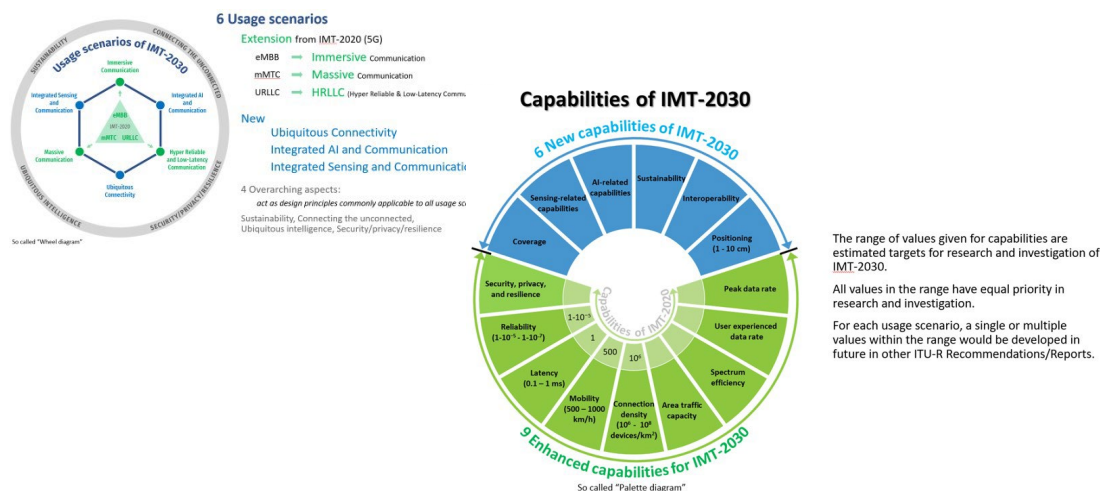 6 Usage scenarios
Extension from IMT-2020 (5G)
eMBB ⇒ Immersive Communication
mMTC ⇒ Massive Communication
URLLC ⇒ HRLLC (Hyper Reliable & Low-Latency Commu
New
Ubiquitous Connectivity
Integrated AI and Communication
Integrated Sensing and Communicatio
4 Overarching aspects:
act as design principles commonly applicable to all usage sc
Sustainability, Connecting the unconnected,
Ubiquitous intelligence, Security/privacy/resilience
SUSTAINABILITY
CONNECTING THE UNCONNECTED
UBIQUITOUS INTELLIGENCE
SECURITY/PRIVACY/RESILIENCE
Usage scenarios of IMT-2030
Immersive
Communication
Integrated Sensing
and
Communication
Integrated AI
and
Communication
eMBB
IMT-2020
mMTC URLLC
Massive
Communication
Hyper Reliable
and Low-Latency
Communication
Ubiquitous
Connectivity
So called "Wheel diagram"
Capabilities of IMT-2030
6 New capabilities of IMT-2030
Coverage
Sensing-related
capabilities
AI-related
capabilities
Sustainability
Interoperability
Positioning
(1 - 10 cm)
Security, privacy,
and resilience
Reliability
(1-10⁻⁵ - 1-10⁻⁷)
Latency
(0.1 – 1 ms)
Mobility
(500 – 1000
km/h)
Connection
density
(10⁶ - 10⁸
devices/km²)
Area traffic
capacity
Spectrum
efficiency
User experienced
data rate
Peak data rate
Capabilities of IMT-2020
1-10⁻⁵
1
500
10⁶
9 Enhanced capabilities for IMT-2030
So called "Palette diagram"
The range of values given for capabilities are
estimated targets for research and investigation of
IMT-2030.
All values in the range have equal priority in
research and investigation.
For each usage scenario, a single or multiple
values within the range would be developed in
future in other ITU-R Recommendations/Reports.